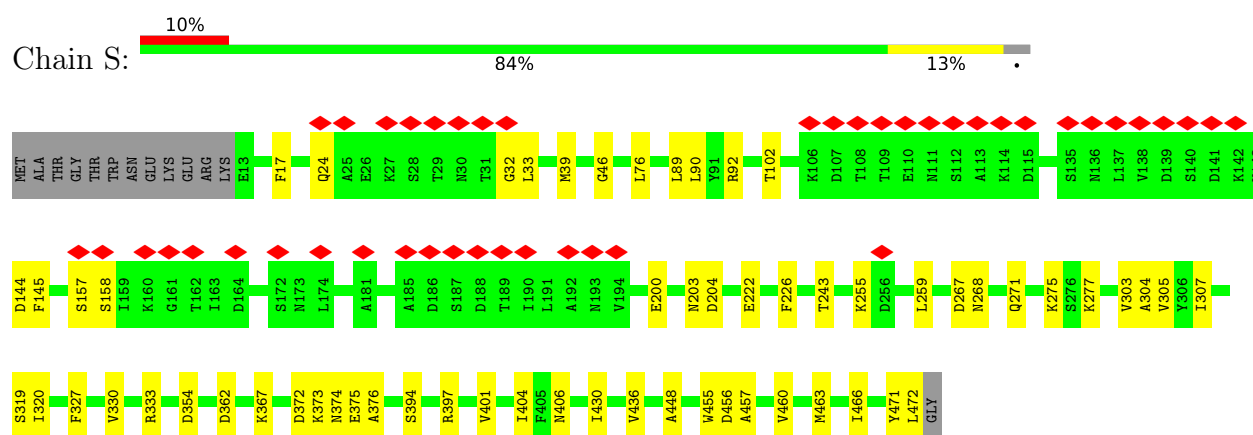 10%
Chain S:
84% 13%
MET ALA THR GLY THR TRP ASN GLU LYS GLU ARG LYS E13 F17 Q24 A25 E26 K27 S28 T29 N30 T31 G32 L33 M39 G46 L76 L89 L90 Y91 R92 T102 K106 D107 T108 T109 E110 N111 S112 A113 K114 D115 S135 N136 L137 V138 D139 S140 D141 K142
D144 F145 S157 S158 I159 K160 G161 T162 I163 D164 S172 N173 L174 A181 A185 D186 S187 D188 T189 I190 L191 A192 N193 V194 E200 N203 D204 E222 F226 T243 K255 D256 L259 D267 N268 Q271 K275 S276 K277 V303 A304 V305 Y306 I307
S319 I320 F327 V330 R333 D354 D362 K367 D372 K373 N374 E375 A376 S394 R397 V401 I404 F405 N406 I430 V436 A448 W455 D456 A457 V460 M463 I466 Y471 L472 GLY